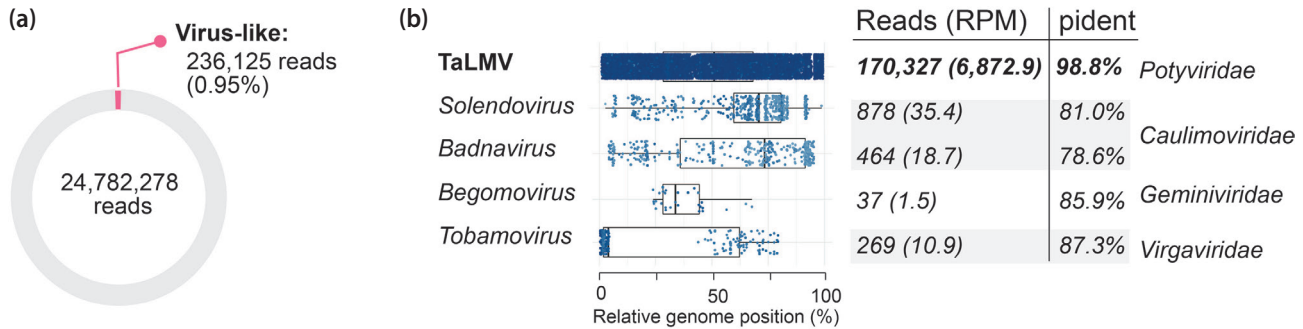 (a)
Virus-like:
236,125 reads
(0.95%)
24,782,278
reads
(b)
Reads (RPM) pident
TaLMV 170,327 (6,872.9) 98.8% Potyviridae
Solendovirus 878 (35.4) 81.0%
Caulimoviridae
Badnavirus 464 (18.7) 78.6%
Begomovirus 37 (1.5) 85.9% Geminiviridae
Tobamovirus 269 (10.9) 87.3% Virgaviridae
0 50 100
Relative genome position (%)